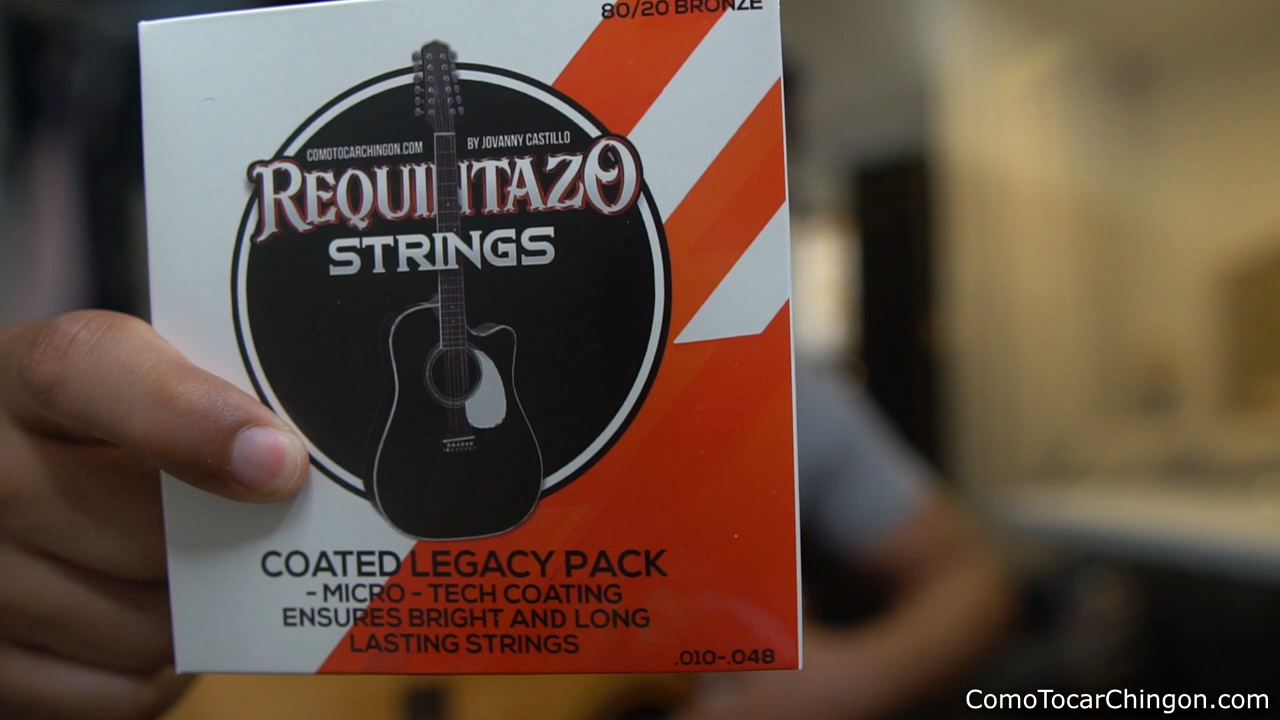 80/20 BRONZE
COMOTOCARCHINGON.COM BY JOVANNY CASTILLO
REQUINTAZO
STRINGS
COATED LEGACY PACK
- MICRO - TECH COATING
ENSURES BRIGHT AND LONG
LASTING STRINGS
.010-.048
ComoTocarChingon.com